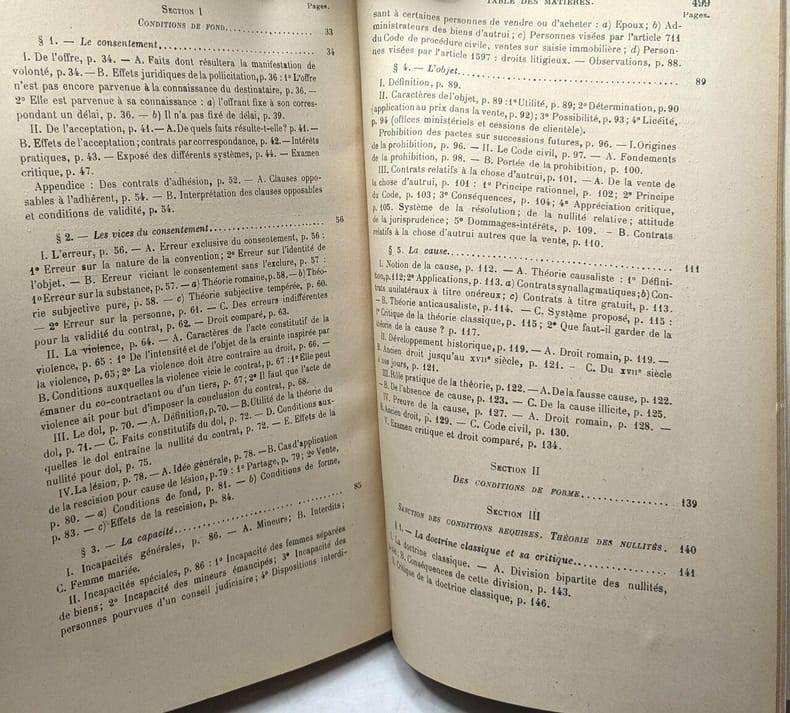 Section I
Pages.
Conditions de fond.................. 33
§ 1. — Le consentement.................. 34
I. De l'offre, p. 34. — A. Faits dont résultera la manifestation de
volonté, p. 34. — B. Effets juridiques de la pollicitation, p. 36 : 1° L'offre
n'est pas encore parvenue à la connaissance du destinataire, p. 36. —
2° Elle est parvenue à sa connaissance : a) l'offrant fixe à son corres-
pondant un délai, p. 36. — b) Il n'a pas fixé de délai, p. 39.
II. De l'acceptation, p. 41. — A. De quels faits résulte-t-elle? p. 41. —
B. Effets de l'acceptation; contrats par correspondance, p. 42. — Intérêts
pratiques, p. 43. — Exposé des différents systèmes, p. 44. — Examen
critique, p. 47.
Appendice : Des contrats d'adhésion, p. 52. — A. Clauses oppo-
sables à l'adhérent, p. 54. — B. Interprétation des clauses opposables
et conditions de validité, p. 54.
§ 2. — Les vices du consentement.................. 56
I. L'erreur, p. 56. — A. Erreur exclusive du consentement, p. 56 :
1° Erreur sur la nature de la convention; 2° Erreur sur l'identité de
l'objet. — B. Erreur viciant le consentement sans l'exclure, p. 57 :
1° Erreur sur la substance, p. 57. — a) Théorie romaine, p. 58. — b) Théo-
rie subjective pure, p. 58. — c) Théorie subjective tempérée, p. 60.
— 2° Erreur sur la personne, p. 61. — C. Des erreurs indifférentes
pour la validité du contrat, p. 62. — Droit comparé, p. 63.
II. La violence, p. 64. — A. Caractères de l'acte constitutif de la
violence, p. 65 : 1° De l'intensité et de l'objet de la crainte inspirée par
la violence, p. 65; 2° La violence doit être contraire au droit, p. 66. —
B. Conditions auxquelles la violence vicie le contrat, p. 67 : 1° Elle peut
émaner du co-contractant ou d'un tiers, p. 67; 2° Il faut que l'acte de
violence ait pour but d'imposer la conclusion du contrat, p. 68.
III. Le dol, p. 70. — A. Définition, p. 70. — B. Utilité de la théorie du
dol, p. 71. — C. Faits constitutifs du dol, p. 72. — D. Conditions aux-
quelles le dol entraîne la nullité du contrat, p. 72. — E. Effets de la
nullité pour dol, p. 75.
IV. La lésion, p. 78. — A. Idée générale, p. 78. — B. Cas d'application
de la rescision pour cause de lésion, p. 79 : 1° Partage, p. 79; 2° Vente,
p. 80. — a) Conditions de fond, p. 81. — b) Conditions de forme,
p. 83. — c) Effets de la rescision, p. 84.
§ 3. — La capacité.................. 85
I. Incapacités générales, p. 86. — A. Mineurs; B. Interdits;
C. Femme mariée.
II. Incapacités spéciales, p. 86 : 1° Incapacité des femmes séparées
de biens; 2° Incapacité des mineurs émancipés; 3° Incapacité des
personnes pourvues d'un conseil judiciaire; 4° Dispositions interdi-
TABLE DES MATIÈRES. 499
Pages.
sant à certaines personnes de vendre ou d'acheter : a) Epoux; b) Ad-
ministrateurs des biens d'autrui; c) Personnes visées par l'article 711
du Code de procédure civile, ventes sur saisie immobilière; d) Person-
nes visées par l'article 1597 : droits litigieux. — Observations, p. 88.
§ 4. — L'objet.................. 89
I. Définition, p. 89.
II. Caractères de l'objet, p. 89 : 1° Utilité, p. 89; 2° Détermination, p. 90
(application au prix dans la vente, p. 92); 3° Possibilité, p. 93; 4° Licéité,
p. 94 (offices ministériels et cessions de clientèle).
Prohibition des pactes sur successions futures, p. 96. — I. Origines
de la prohibition, p. 96. — II. Le Code civil, p. 97. — A. Fondements
de la prohibition, p. 98. — B. Portée de la prohibition, p. 100.
III. Contrats relatifs à la chose d'autrui, p. 101. — A. De la vente de
la chose d'autrui, p. 101 : 1° Principe rationnel, p. 102; 2° Principe
du Code, p. 103; 3° Conséquences, p. 104; 4° Appréciation critique,
p. 105. Système de la résolution; de la nullité relative; attitude
de la jurisprudence; 5° Dommages-intérêts, p. 109. — B. Contrats
relatifs à la chose d'autrui autres que la vente, p. 110.
§ 5. La cause.................. 111
I. Notion de la cause, p. 112. — A. Théorie causaliste : 1° Défini-
tion, p. 112; 2° Applications, p. 113. a) Contrats synallagmatiques; b) Con-
trats unilatéraux à titre onéreux; c) Contrats à titre gratuit, p. 113.
— B. Théorie anticausaliste, p. 114. — C. Système proposé, p. 115 :
1° Critique de la théorie classique, p. 115; 2° Que faut-il garder de la
théorie de la cause ? p. 117.
II. Développement historique, p. 119. — A. Droit romain, p. 119. —
B. Ancien droit jusqu'au XVIIe siècle, p. 121. — C. Du XVIIe siècle
à nos jours, p. 121.
III. Rôle pratique de la théorie, p. 122. — A. De la fausse cause, p. 122.
— B. De l'absence de cause, p. 123. — C. De la cause illicite, p. 125.
IV. Preuve de la cause, p. 127. — A. Droit romain, p. 128. —
B. Ancien droit, p. 129. — C. Code civil, p. 130.
V. Examen critique et droit comparé, p. 134.
Section II
Des conditions de forme.................. 139
Section III
Sanction des conditions requises. Théorie des nullités. 140
§ 1. — La doctrine classique et sa critique.................. 141
I. La doctrine classique. — A. Division bipartite des nullités,
B. Conséquences de cette division, p. 143.
Critique de la doctrine classique, p. 146.